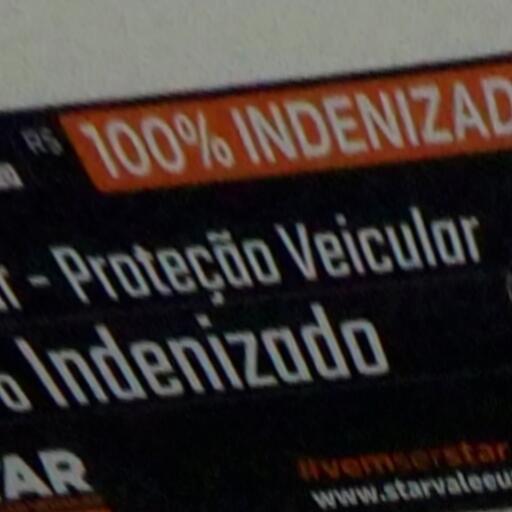 R$ 100% INDENIZAD
r - Proteção Veicular
% Indenizado
AR
#vemserstar
www.starvaleeu